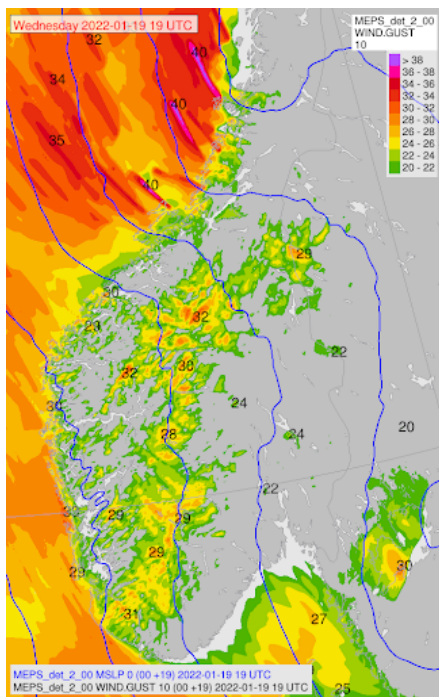 Wednesday 2022-01-19 19 UTC
MEPS_det_2_00
WIND.GUST
10
> 38
36 - 38
34 - 36
32 - 34
30 - 32
28 - 30
26 - 28
24 - 26
22 - 24
20 - 22
32
40
34
40
35
40
29
30
29
32
22
32
30
30
24
20
28
24
22
29
29
30
29
29
31
27
25
MEPS_det_2_00 MSLP 0 (00 +19) 2022-01-19 19 UTC
MEPS_det_2_00 WIND.GUST 10 (00 +19) 2022-01-19 19 UTC